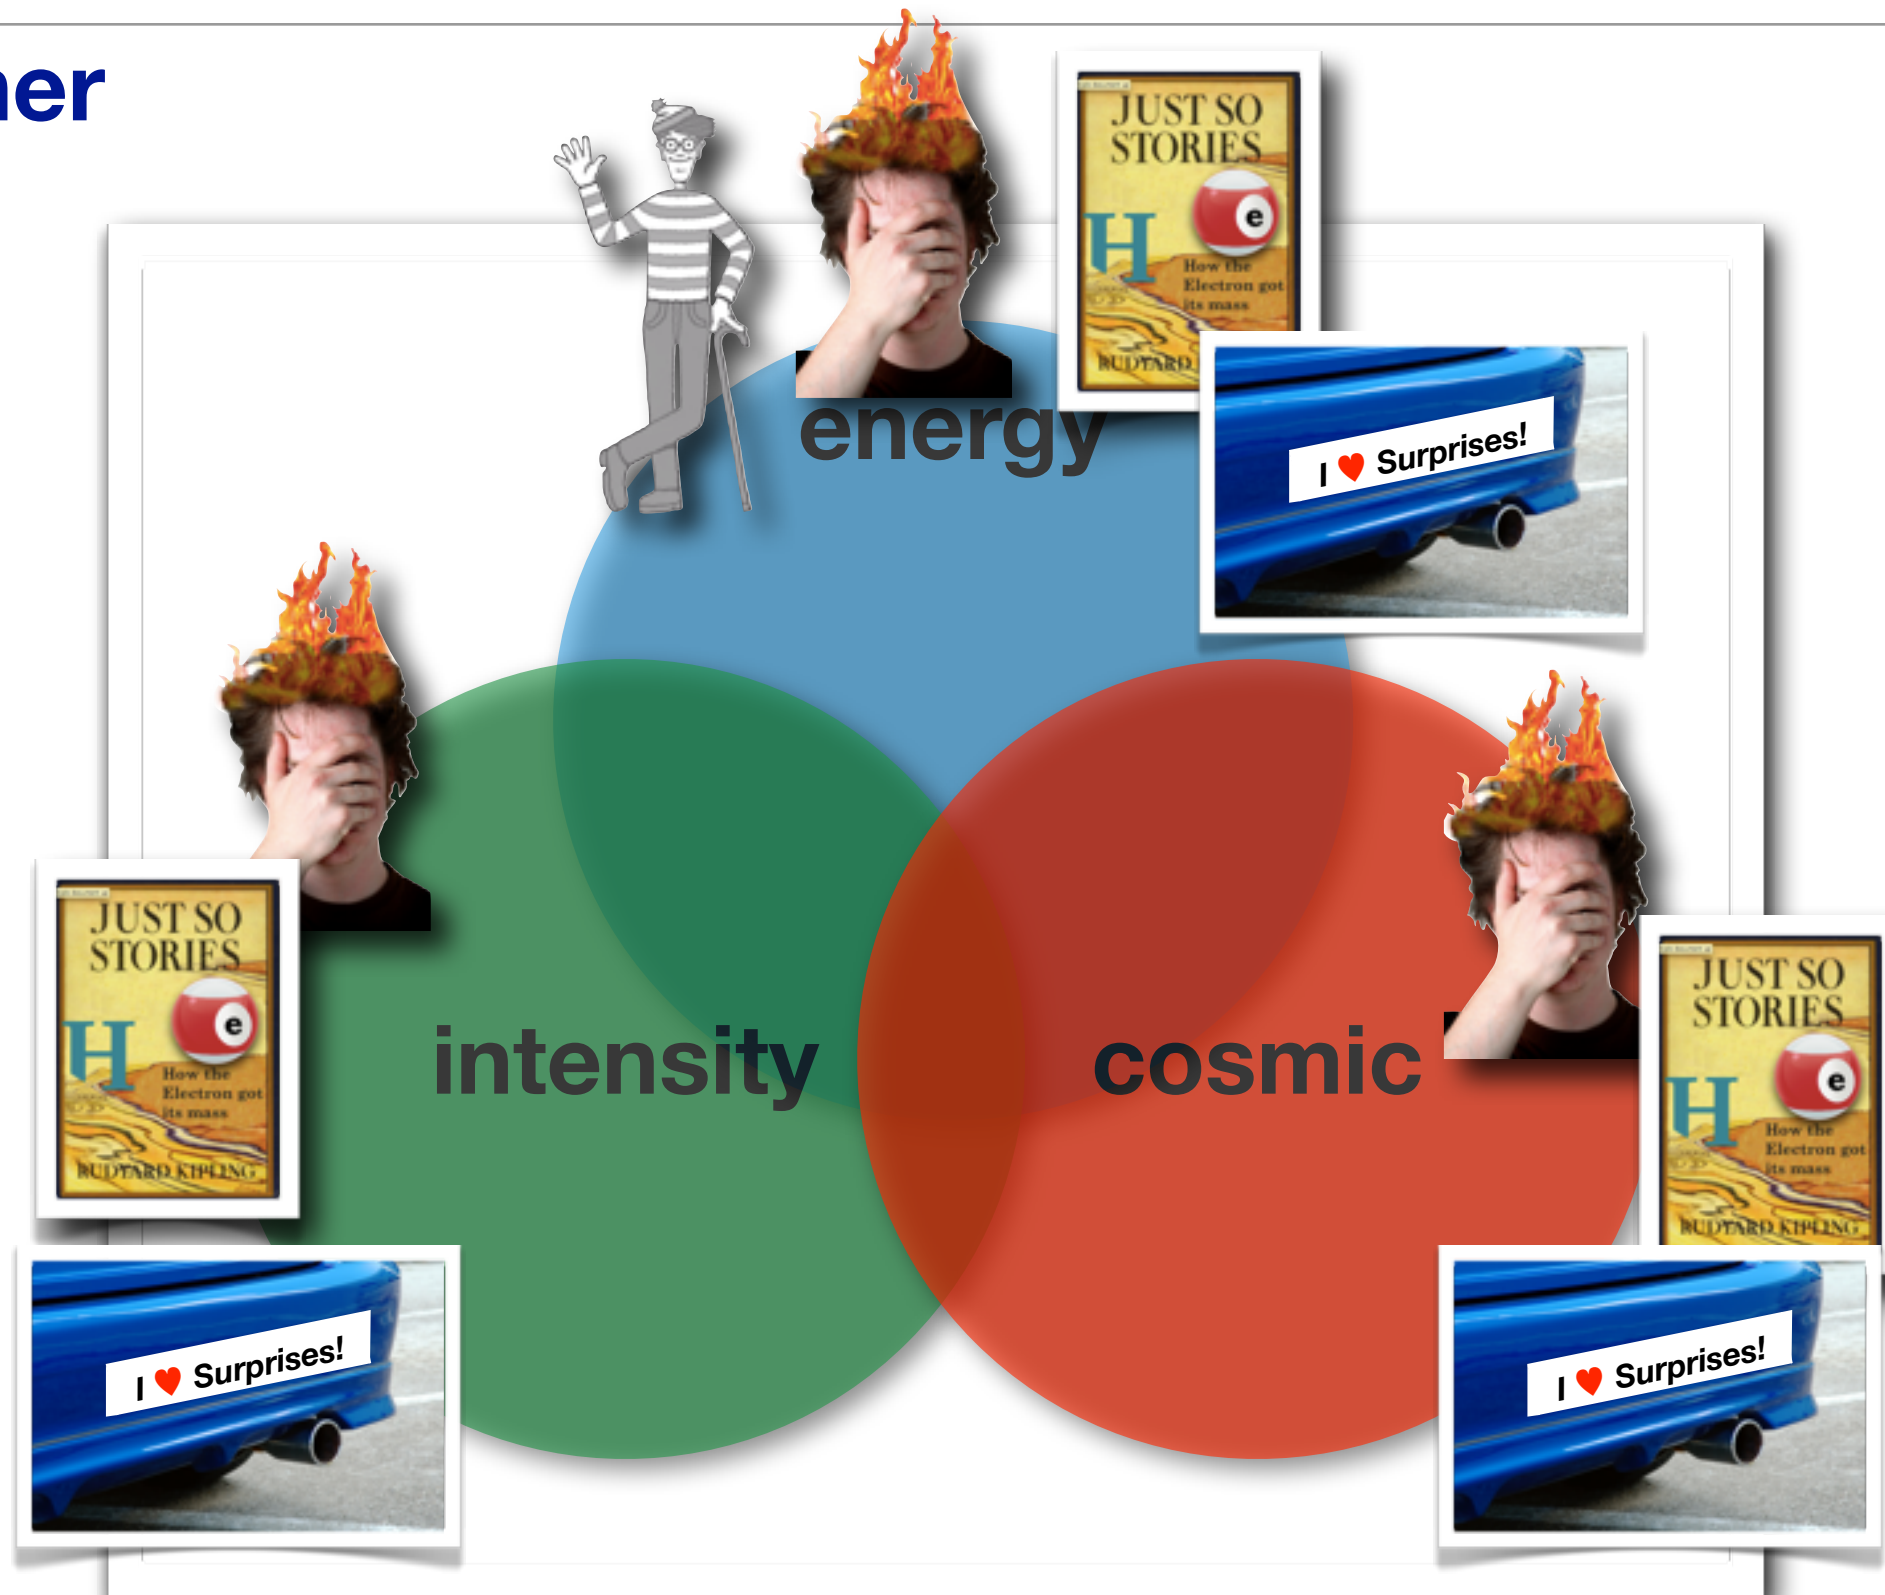 ner
JUST SO
STORIES
e
H
How the
Electron got
its mass
RUDYARD
energy
I ♥ Surprises!
JUST SO
STORIES
e
H
How the
Electron got
its mass
RUDYARD KIPLING
intensity
cosmic
JUST SO
STORIES
e
H
How the
Electron got
its mass
RUDYARD KIPLING
I ♥ Surprises!
I ♥ Surprises!